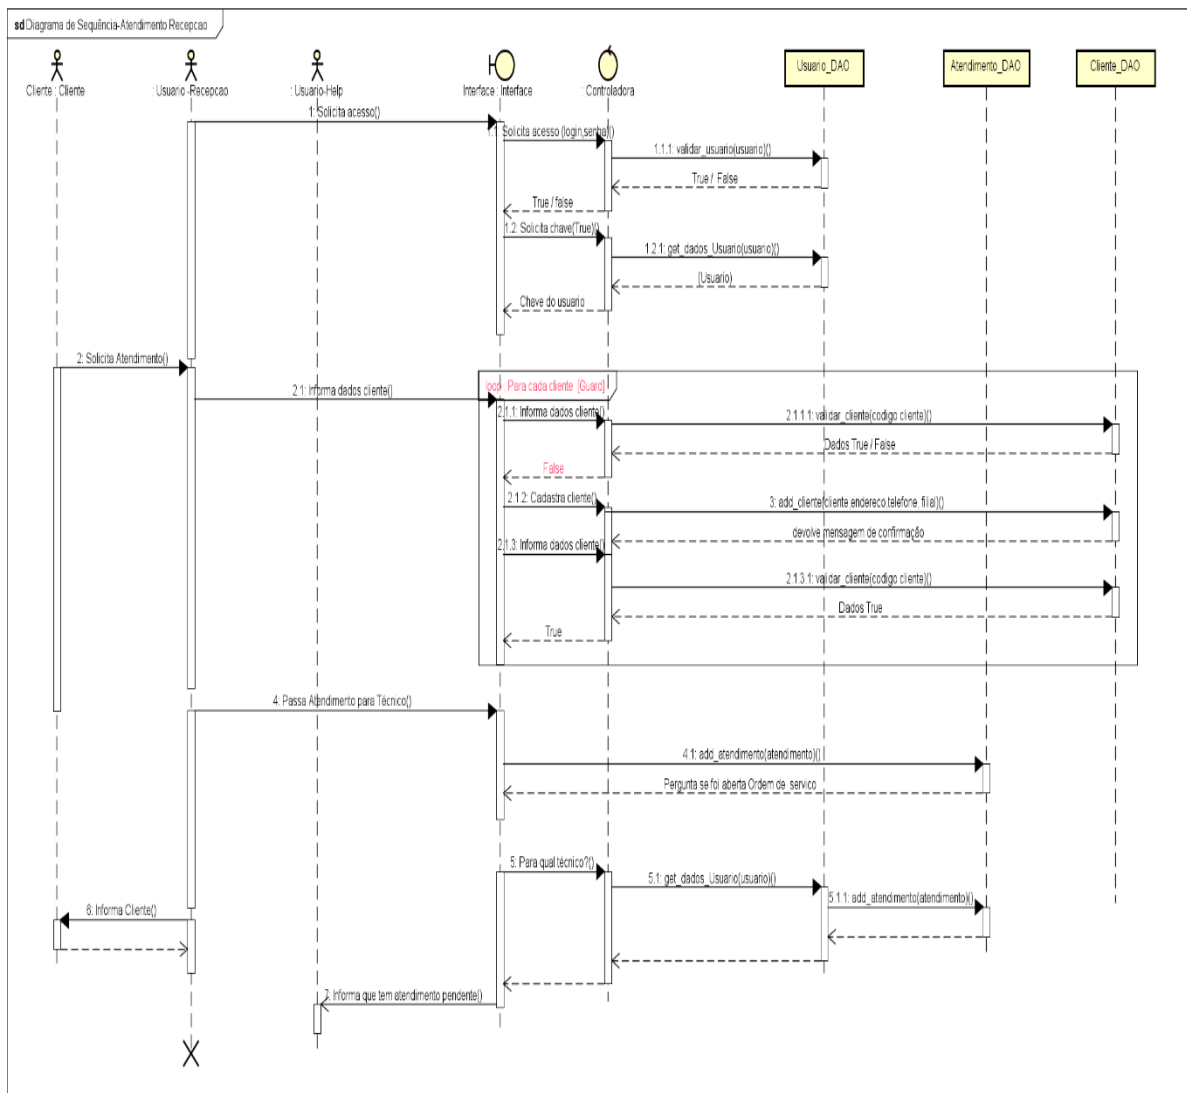 sd Diagrama de Sequência-Atendimento Recepcao
Cliente : Cliente
: Usuario -Recepcao
: Usuario-Help
Interface : Interface
: Controladora
Usuario_DAO
Atendimento_DAO
Cliente_DAO
1: Solicita acesso()
1.1: Solicita acesso (login,senha)()
1.1.1: validar_usuario(usuario)()
True / False
True / false
1.2: Solicita chave(True)()
1.2.1: get_dados_Usuario(usuario)()
(Usuario)
Chave do usuario
2: Solicita Atendimento()
loop : Para cada cliente [Guard]
2.1: Informa dados cliente()
2.1.1: Informa dados cliente()
2.1.1.1: validar_cliente(codigo cliente)()
Dados True / False
False
2.1.2: Cadastra cliente()
3: add_cliente(cliente,endereco,telefone, filial)()
devolve mensagem de confirmação
2.1.3: Informa dados cliente()
2.1.3.1: validar_cliente(codigo cliente)()
Dados True
True
4: Passa Atendimento para Técnico()
4.1: add_atendimento(atendimento)()
Pergunta se foi aberta Ordem de servico
5: Para qual técnico?()
5.1: get_dados_Usuario(usuario)()
5.1.1: add_atendimento(atendimento)()
6: Informa Cliente()
7: Informa que tem atendimento pendente()